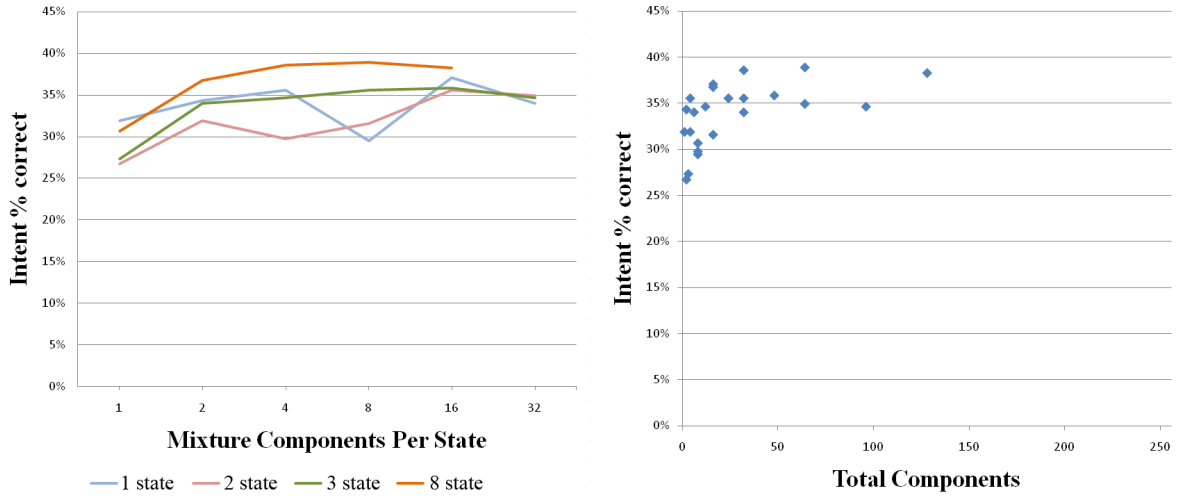 45%
40%
35%
30%
25%
20%
15%
10%
5%
0%
Intent % correct
1 2 4 8 16 32
Mixture Components Per State
1 state 2 state 3 state 8 state
45%
40%
35%
30%
25%
20%
15%
10%
5%
0%
Intent % correct
0 50 100 150 200 250
Total Components